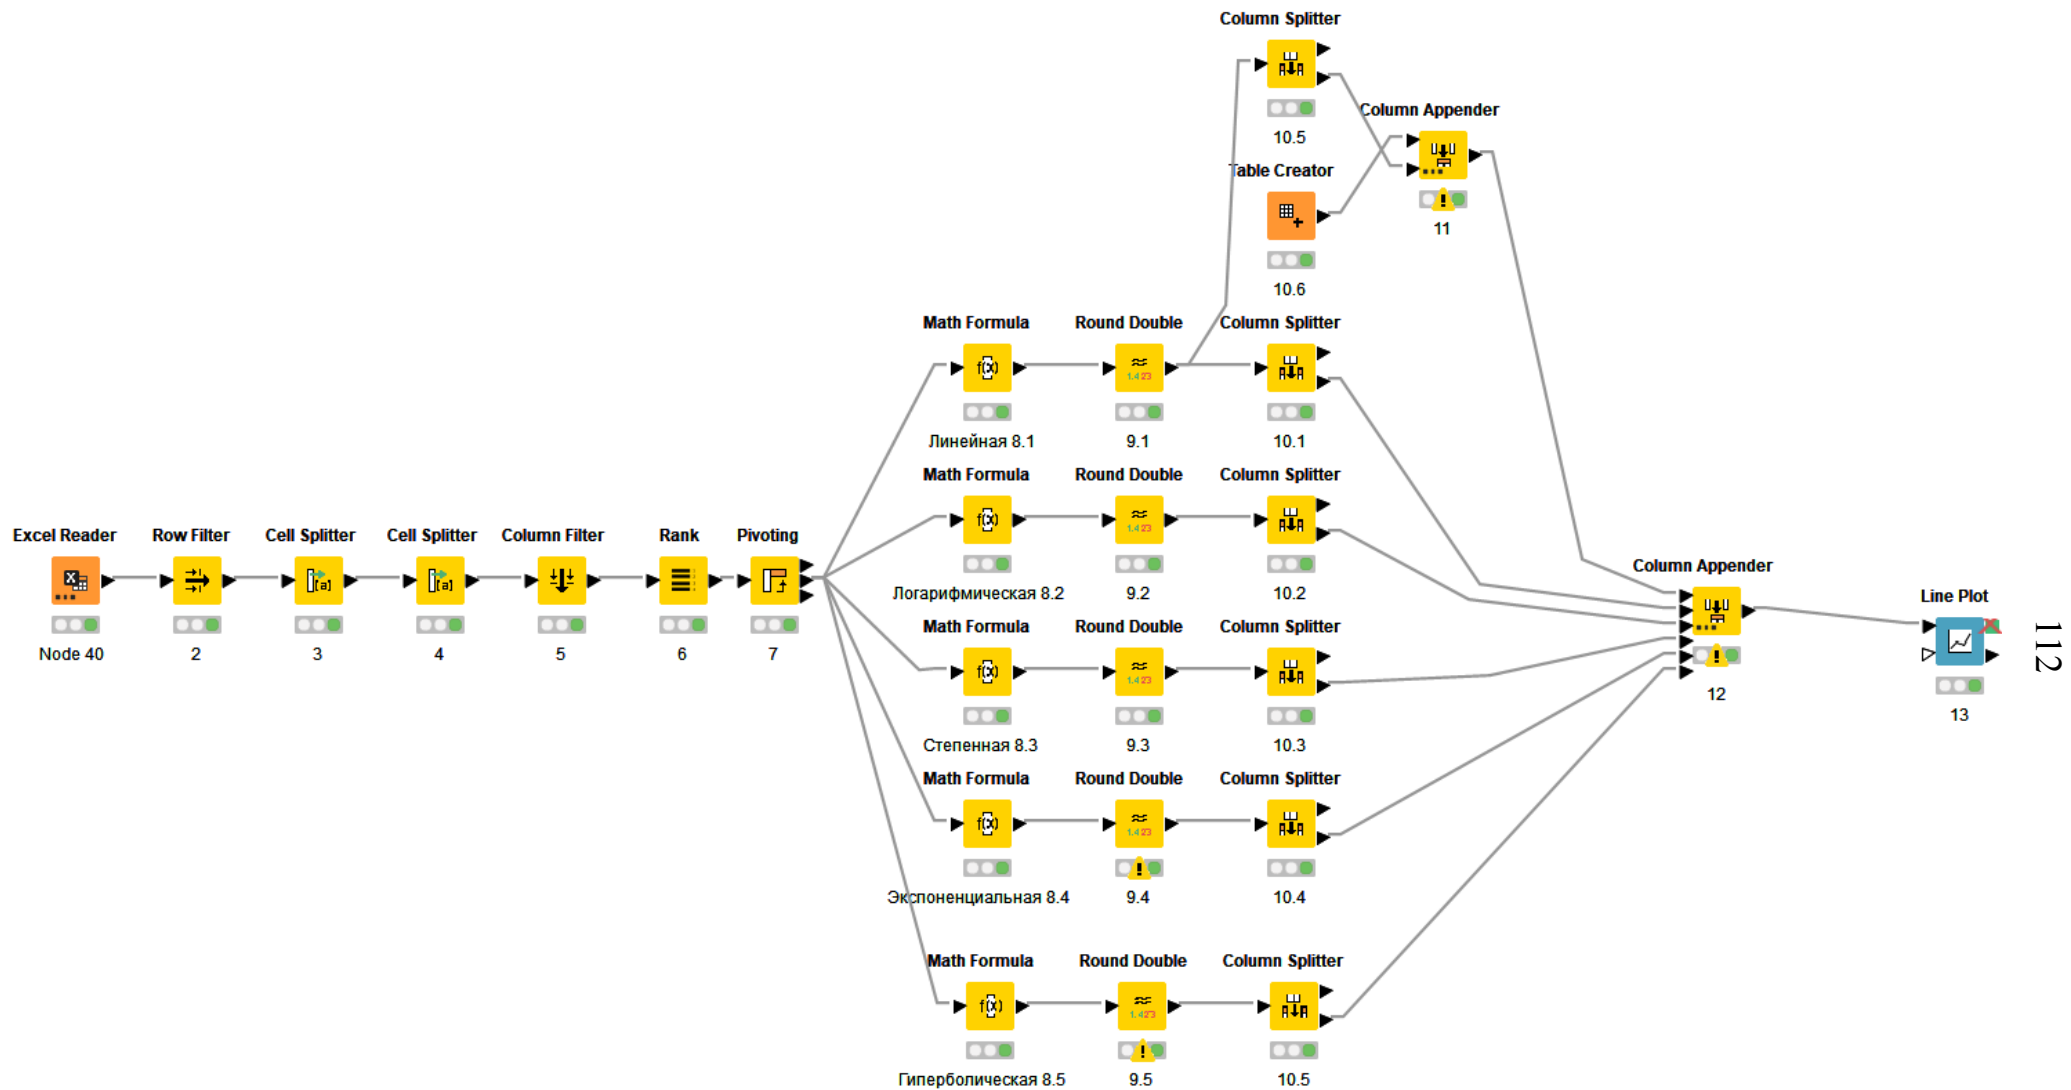 Column Splitter
10.5
Column Appender
11
Table Creator
10.6
Math Formula
Round Double
Column Splitter
Линейная 8.1
9.1
10.1
Math Formula
Round Double
Column Splitter
Логарифмическая 8.2
9.2
10.2
Excel Reader
Row Filter
Cell Splitter
Cell Splitter
Column Filter
Rank
Pivoting
Node 40
2
3
4
5
6
7
Math Formula
Round Double
Column Splitter
Степенная 8.3
9.3
10.3
Math Formula
Round Double
Column Splitter
Экспоненциальная 8.4
9.4
10.4
Math Formula
Round Double
Column Splitter
Гиперболическая 8.5
9.5
10.5
Column Appender
12
Line Plot
13
112